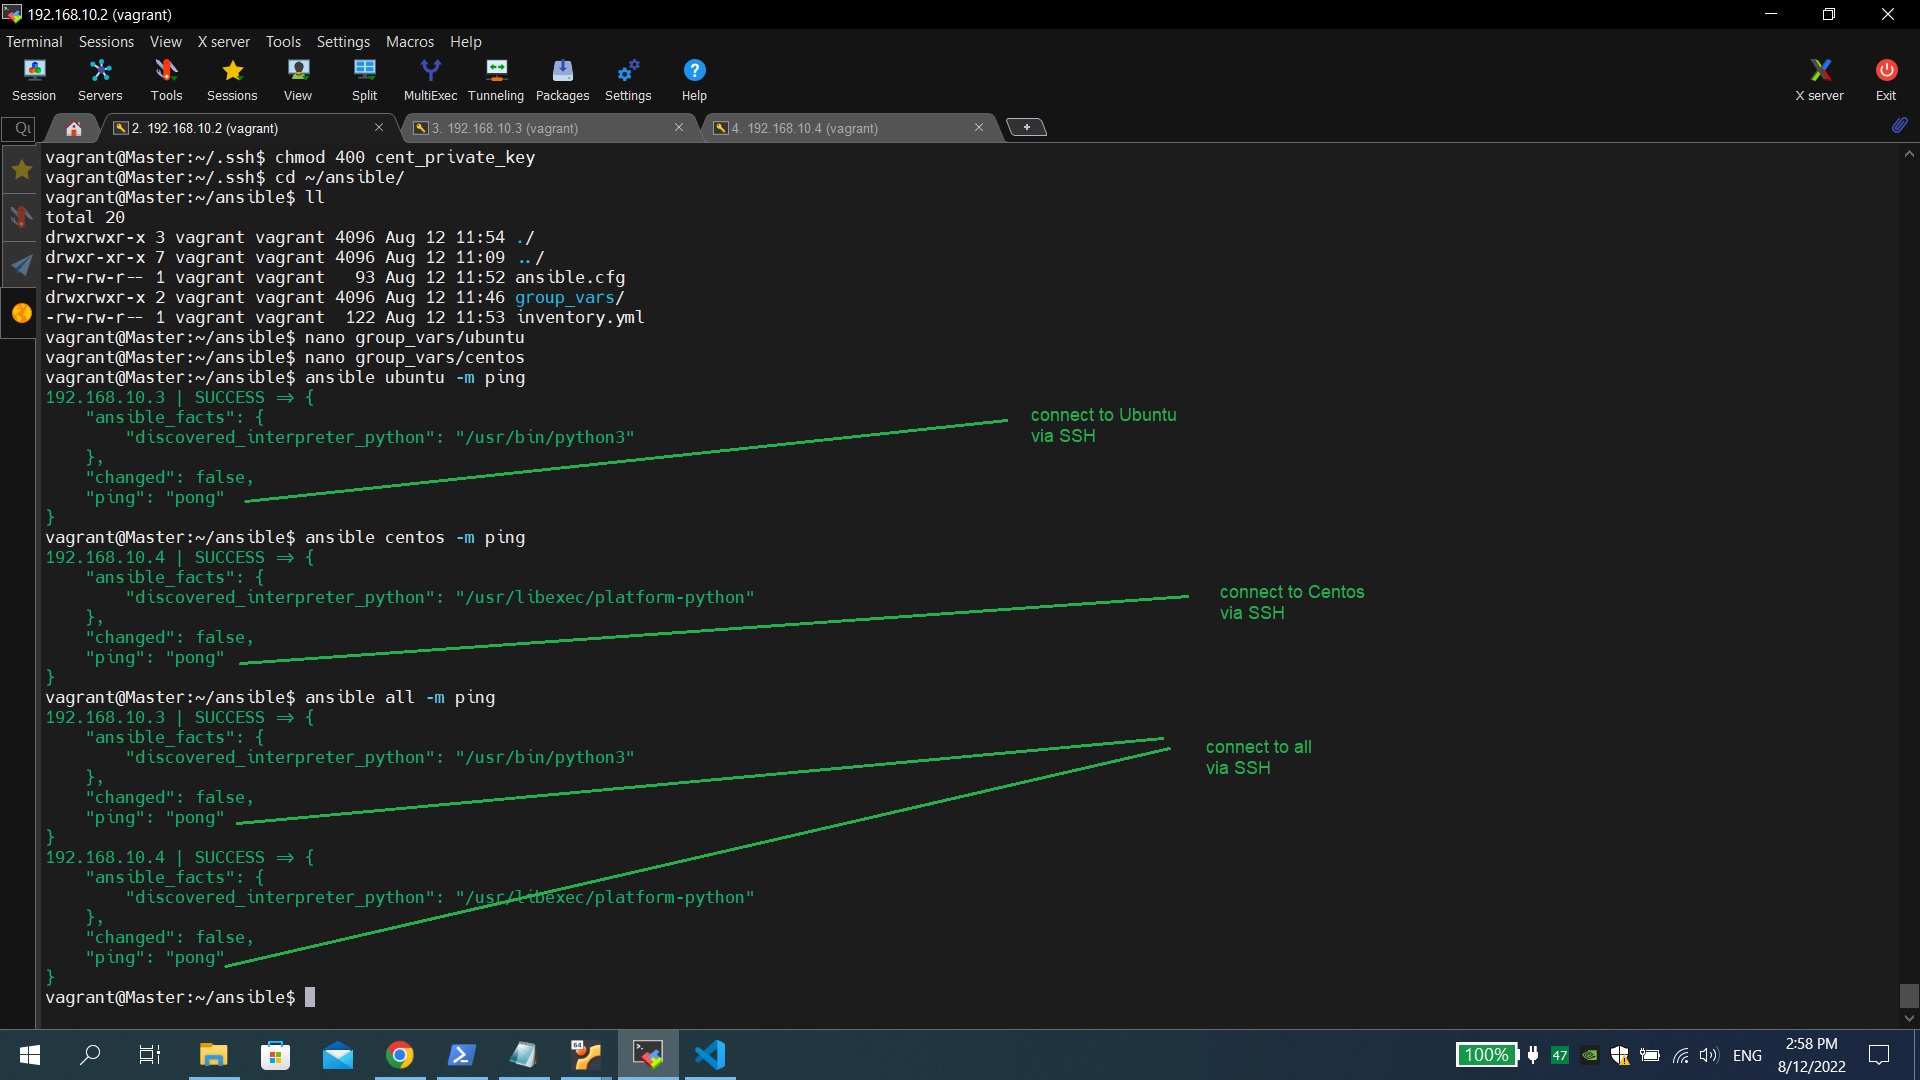 192.168.10.2 (vagrant)
Terminal Sessions View X server Tools Settings Macros Help
Session Servers Tools Sessions View Split MultiExec Tunneling Packages Settings Help X server Exit
2. 192.168.10.2 (vagrant) 3. 192.168.10.3 (vagrant) 4. 192.168.10.4 (vagrant)
vagrant@Master:~/.ssh$ chmod 400 cent_private_key
vagrant@Master:~/.ssh$ cd ~/ansible/
vagrant@Master:~/ansible$ ll
total 20
drwxrwxr-x 3 vagrant vagrant 4096 Aug 12 11:54 ./
drwxr-xr-x 7 vagrant vagrant 4096 Aug 12 11:09 ../
-rw-rw-r-- 1 vagrant vagrant   93 Aug 12 11:52 ansible.cfg
drwxrwxr-x 2 vagrant vagrant 4096 Aug 12 11:46 group_vars/
-rw-rw-r-- 1 vagrant vagrant  122 Aug 12 11:53 inventory.yml
vagrant@Master:~/ansible$ nano group_vars/ubuntu
vagrant@Master:~/ansible$ nano group_vars/centos
vagrant@Master:~/ansible$ ansible ubuntu -m ping
192.168.10.3 | SUCCESS => {
    "ansible_facts": {
        "discovered_interpreter_python": "/usr/bin/python3"
    },
    "changed": false,
    "ping": "pong"
}
connect to Ubuntu
via SSH
vagrant@Master:~/ansible$ ansible centos -m ping
192.168.10.4 | SUCCESS => {
    "ansible_facts": {
        "discovered_interpreter_python": "/usr/libexec/platform-python"
    },
    "changed": false,
    "ping": "pong"
}
connect to Centos
via SSH
vagrant@Master:~/ansible$ ansible all -m ping
192.168.10.3 | SUCCESS => {
    "ansible_facts": {
        "discovered_interpreter_python": "/usr/bin/python3"
    },
    "changed": false,
    "ping": "pong"
}
192.168.10.4 | SUCCESS => {
    "ansible_facts": {
        "discovered_interpreter_python": "/usr/libexec/platform-python"
    },
    "changed": false,
    "ping": "pong"
}
connect to all
via SSH
vagrant@Master:~/ansible$
100% 47 ENG 2:58 PM
8/12/2022